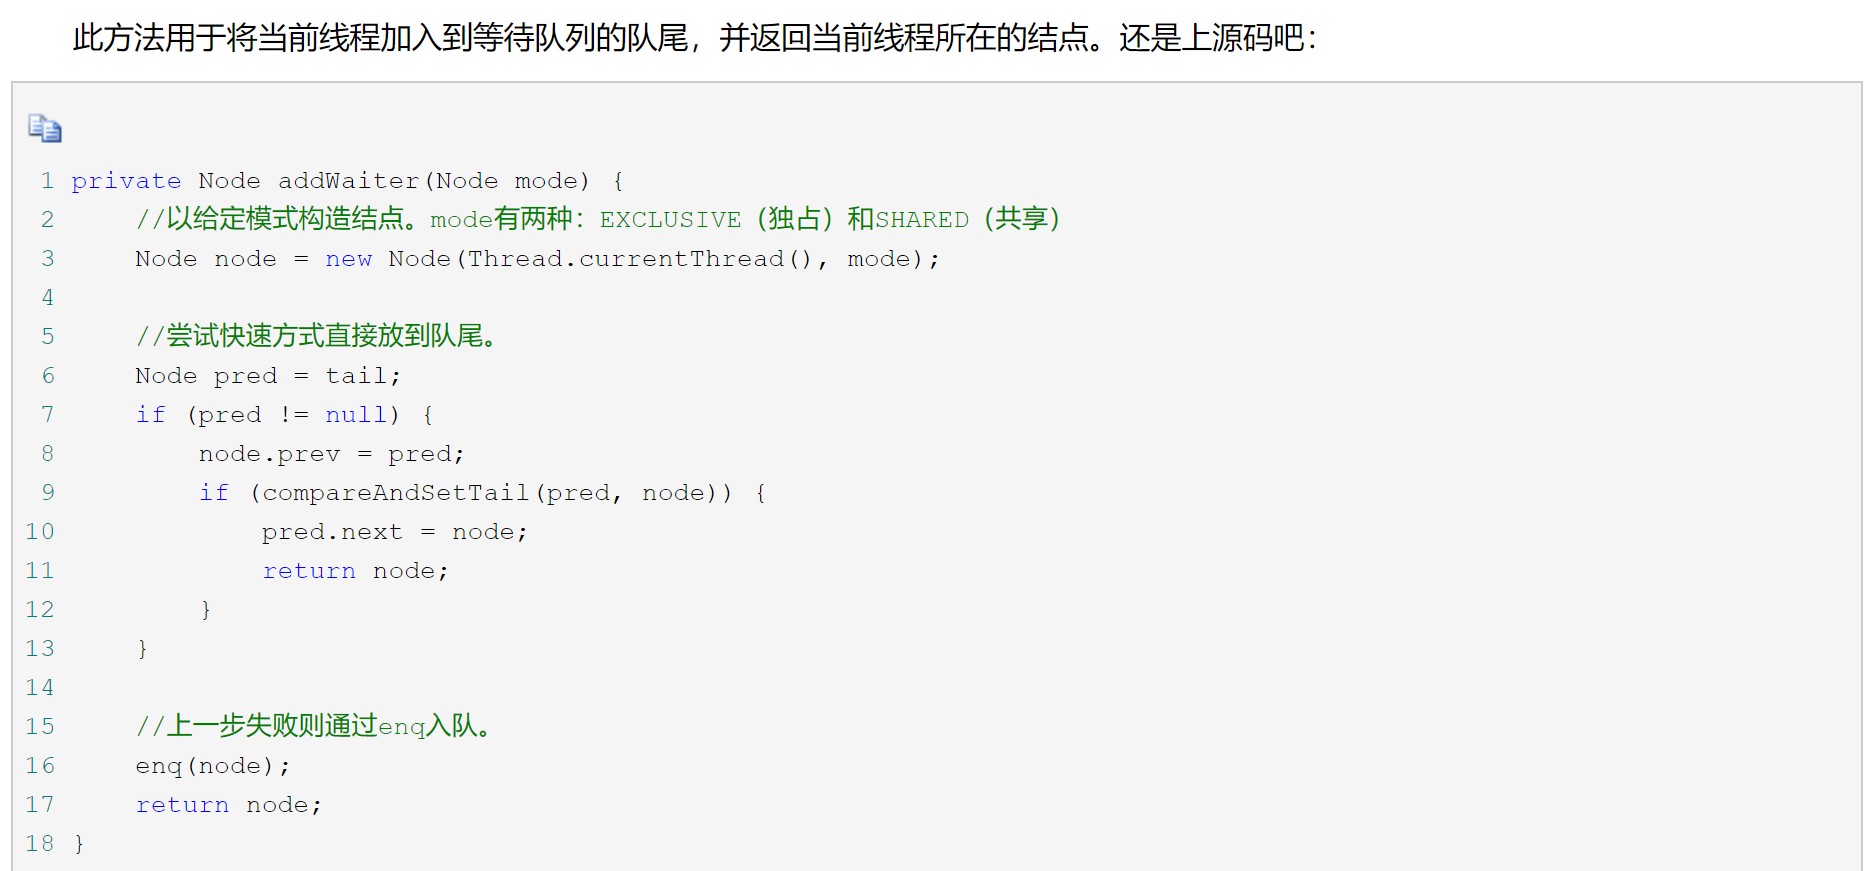 此方法用于将当前线程加入到等待队列的队尾，并返回当前线程所在的结点。还是上源码吧：
1 private Node addWaiter(Node mode) {
2     //以给定模式构造结点。mode有两种：EXCLUSIVE（独占）和SHARED（共享）
3     Node node = new Node(Thread.currentThread(), mode);
4
5     //尝试快速方式直接放到队尾。
6     Node pred = tail;
7     if (pred != null) {
8         node.prev = pred;
9         if (compareAndSetTail(pred, node)) {
10             pred.next = node;
11             return node;
12         }
13     }
14
15     //上一步失败则通过enq入队。
16     enq(node);
17     return node;
18 }